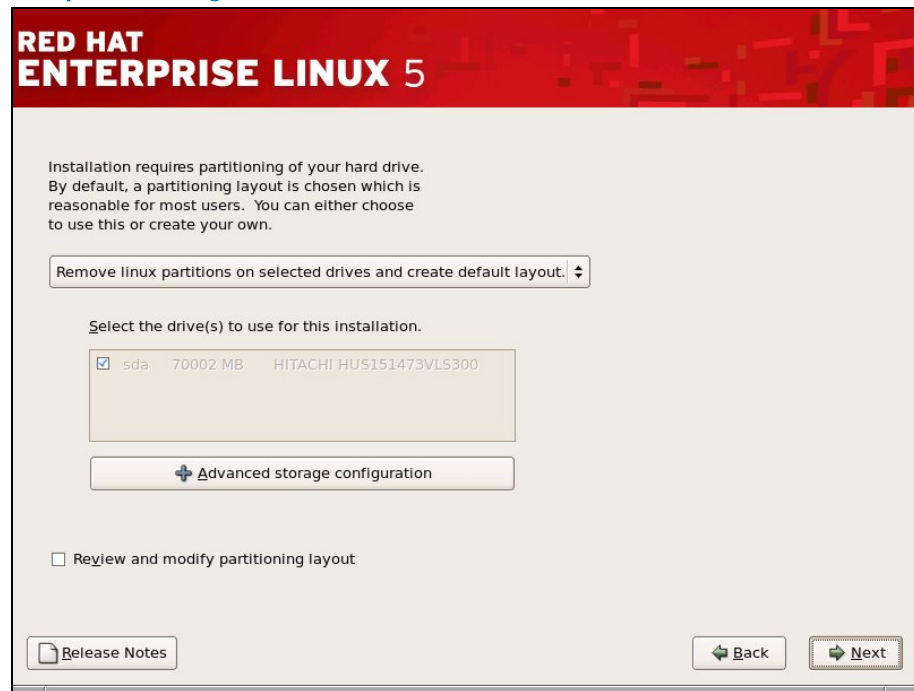 RED HAT
ENTERPRISE LINUX 5
Installation requires partitioning of your hard drive.
By default, a partitioning layout is chosen which is
reasonable for most users. You can either choose
to use this or create your own.
Remove linux partitions on selected drives and create default layout.
Select the drive(s) to use for this installation.
sda 70002 MB HITACHI HUS151473VLS300
Advanced storage configuration
Review and modify partitioning layout
Release Notes
Back
Next